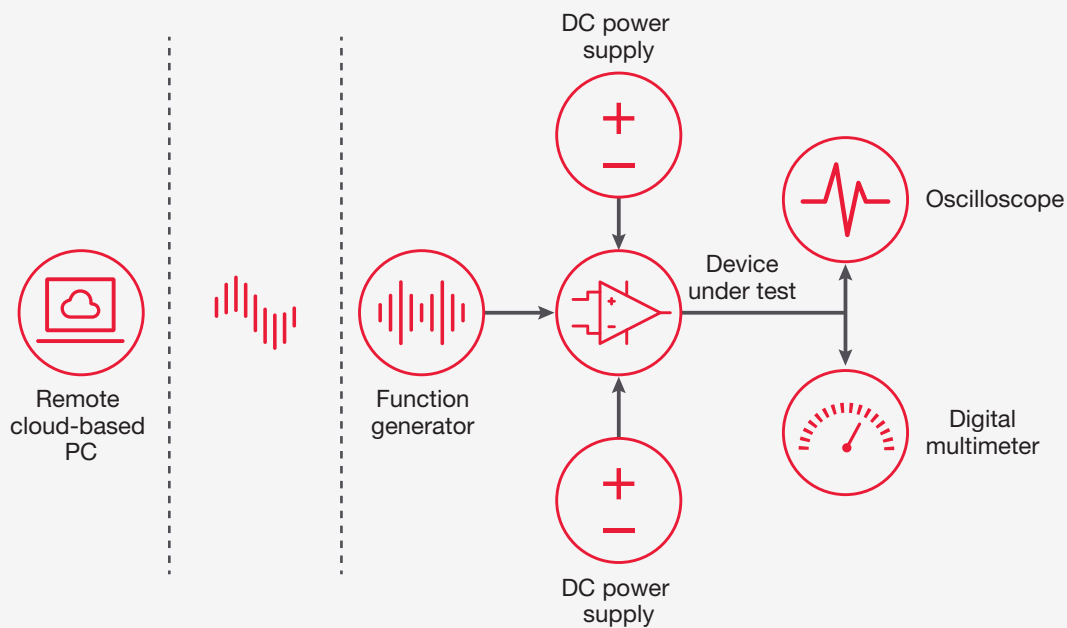 DC power
supply
Oscilloscope
Device
under test
Remote
cloud-based
PC
Function
generator
Digital
multimeter
DC power
supply